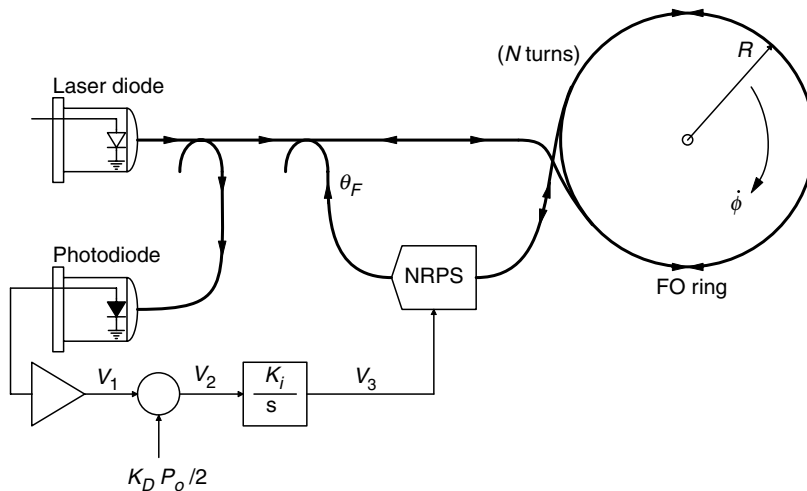 (N turns)
R
Laser diode
θF
φ̇
Photodiode
NRPS
FO ring
V1
V2
Ki
s
V3
KD Po/2